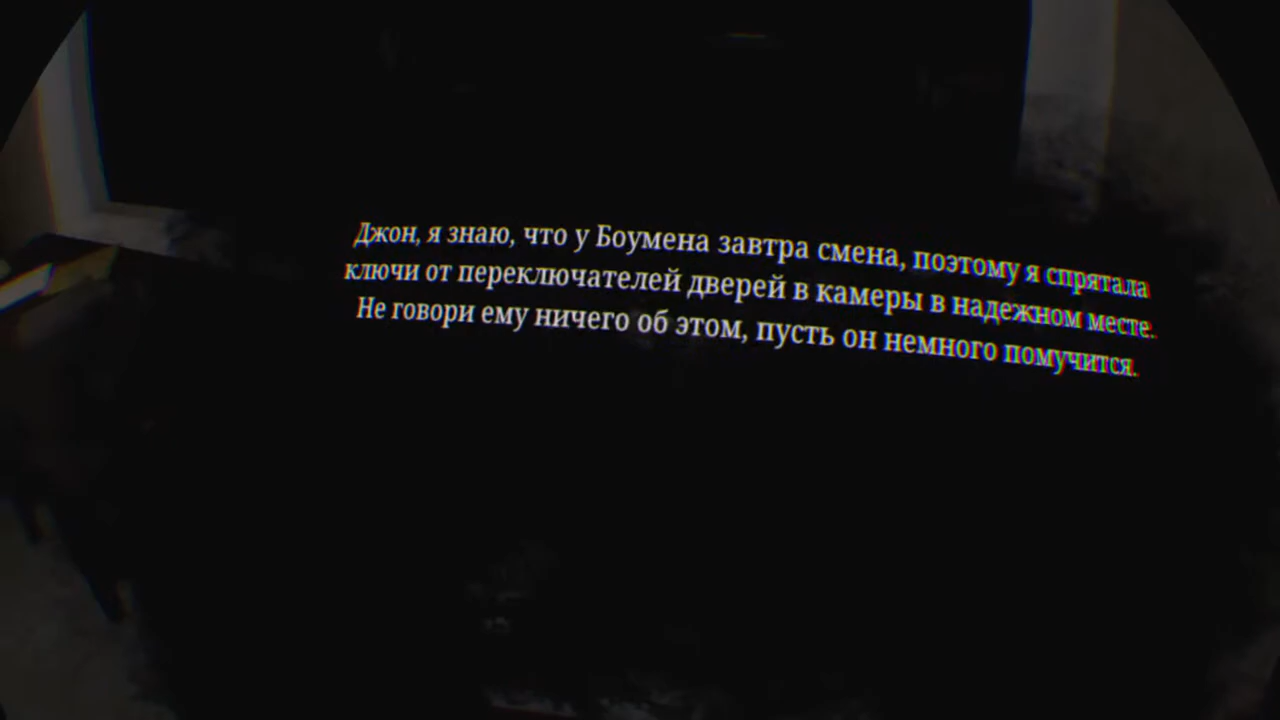 Джон, я знаю, что у Боумена завтра смена, поэтому я спрятала
ключи от переключателей дверей в камеры в надежном месте.
Не говори ему ничего об этом, пусть он немного помучится.